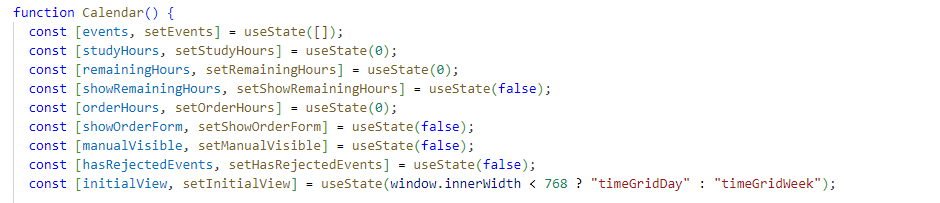 function Calendar() {
const [events, setEvents] = useState([]);
const [studyHours, setStudyHours] = useState(0);
const [remainingHours, setRemainingHours] = useState(0);
const [showRemainingHours, setShowRemainingHours] = useState(false);
const [orderHours, setOrderHours] = useState(0);
const [showOrderForm, setShowOrderForm] = useState(false);
const [manualVisible, setManualVisible] = useState(false);
const [hasRejectedEvents, setHasRejectedEvents] = useState(false);
const [initialView, setInitialView] = useState(window.innerWidth < 768 ? "timeGridDay" : "timeGridWeek");